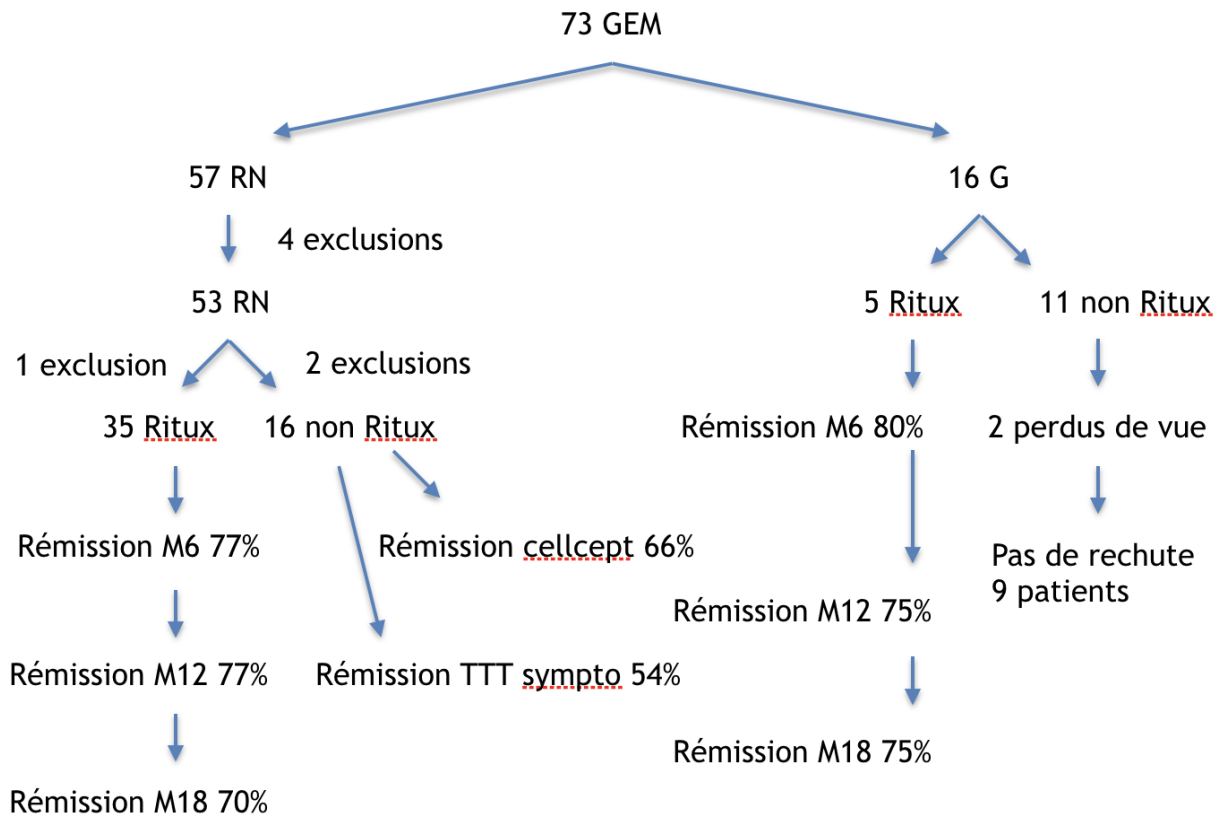 73 GEM
57 RN
16 G
4 exclusions
53 RN
5 Ritux
11 non Ritux
1 exclusion
2 exclusions
35 Ritux
16 non Ritux
Rémission M6 80%
2 perdus de vue
Rémission M6 77%
Rémission cellcept 66%
Pas de rechute
9 patients
Rémission M12 75%
Rémission M12 77%
Rémission TTT sympto 54%
Rémission M18 75%
Rémission M18 70%